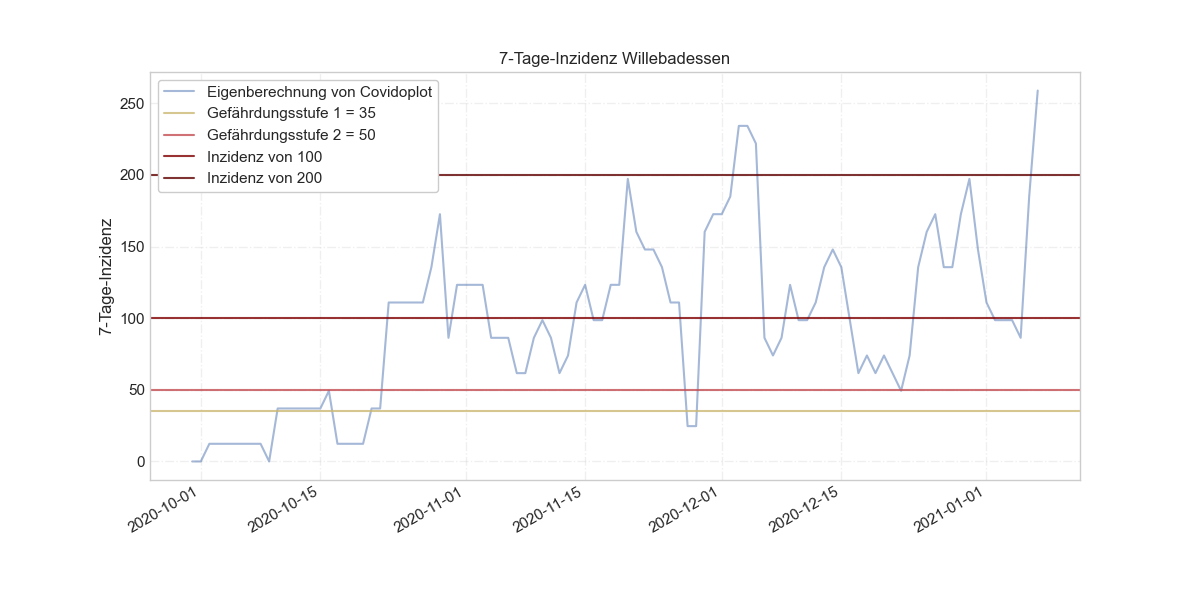 7-Tage-Inzidenz Willebadessen
Eigenberechnung von Covidoplot
Gefährdungsstufe 1 = 35
Gefährdungsstufe 2 = 50
Inzidenz von 100
Inzidenz von 200
7-Tage-Inzidenz
250
200
150
100
50
0
2020-10-01
2020-10-15
2020-11-01
2020-11-15
2020-12-01
2020-12-15
2021-01-01